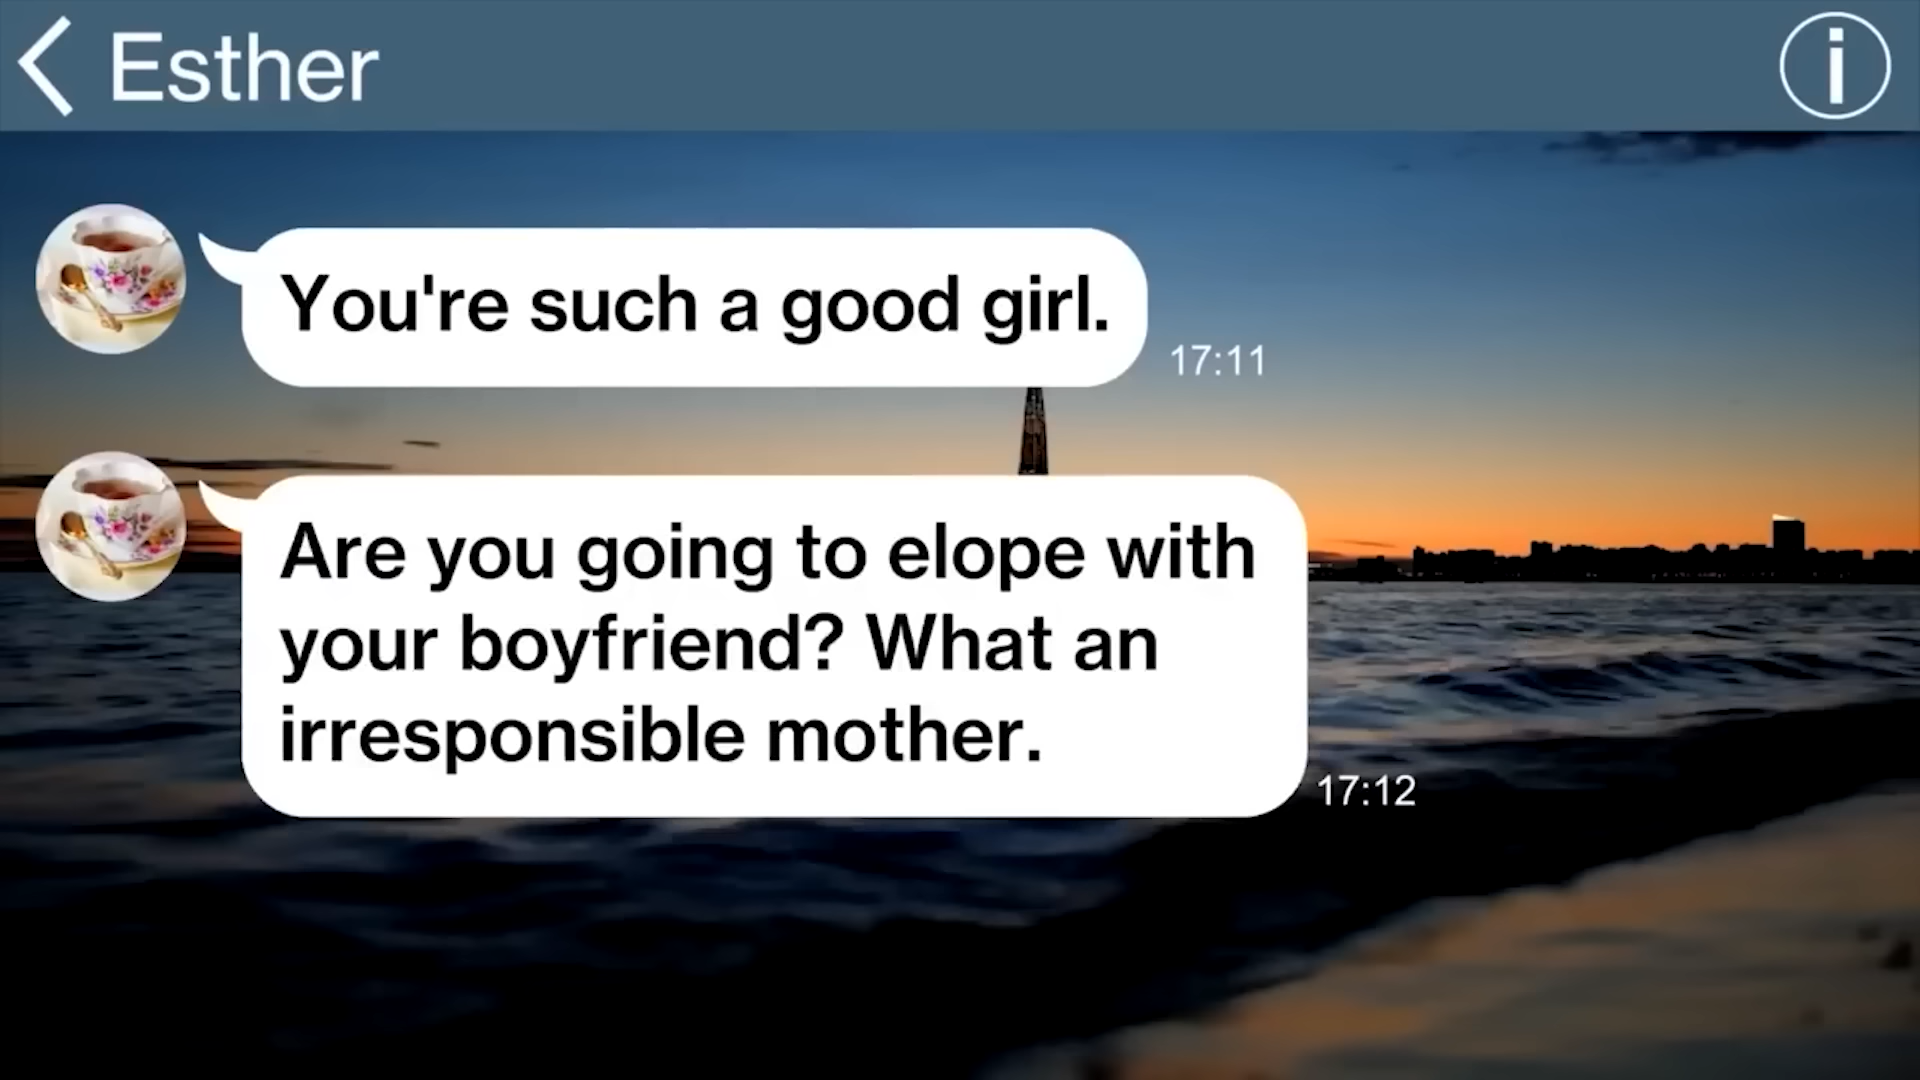 Esther
You're such a good girl.
17:11
Are you going to elope with
your boyfriend? What an
irresponsible mother.
17:12